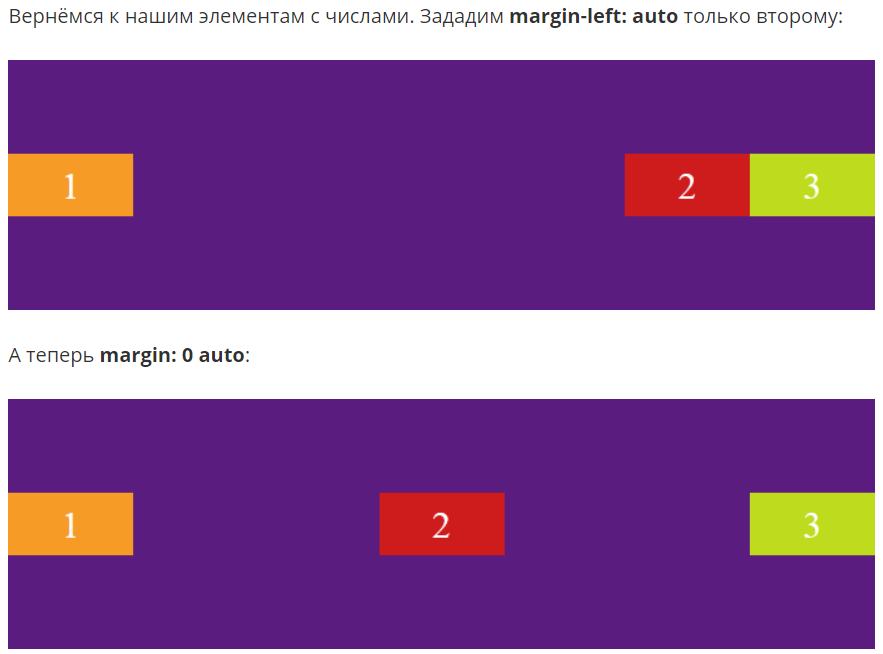 Вернёмся к нашим элементам с числами. Зададим margin-left: auto только второму:
1 2 3
А теперь margin: 0 auto:
1 2 3